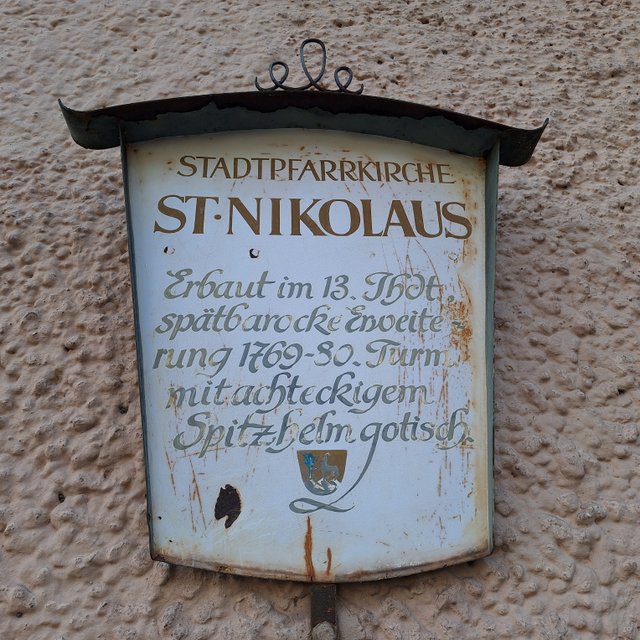 STADTPFARRKIRCHE
ST·NIKOLAUS
Erbaut im 13. Jhdt.
spätbarocke Erweite-
rung 1769-80. Turm
mit achteckigem
Spitzhelm gotisch.